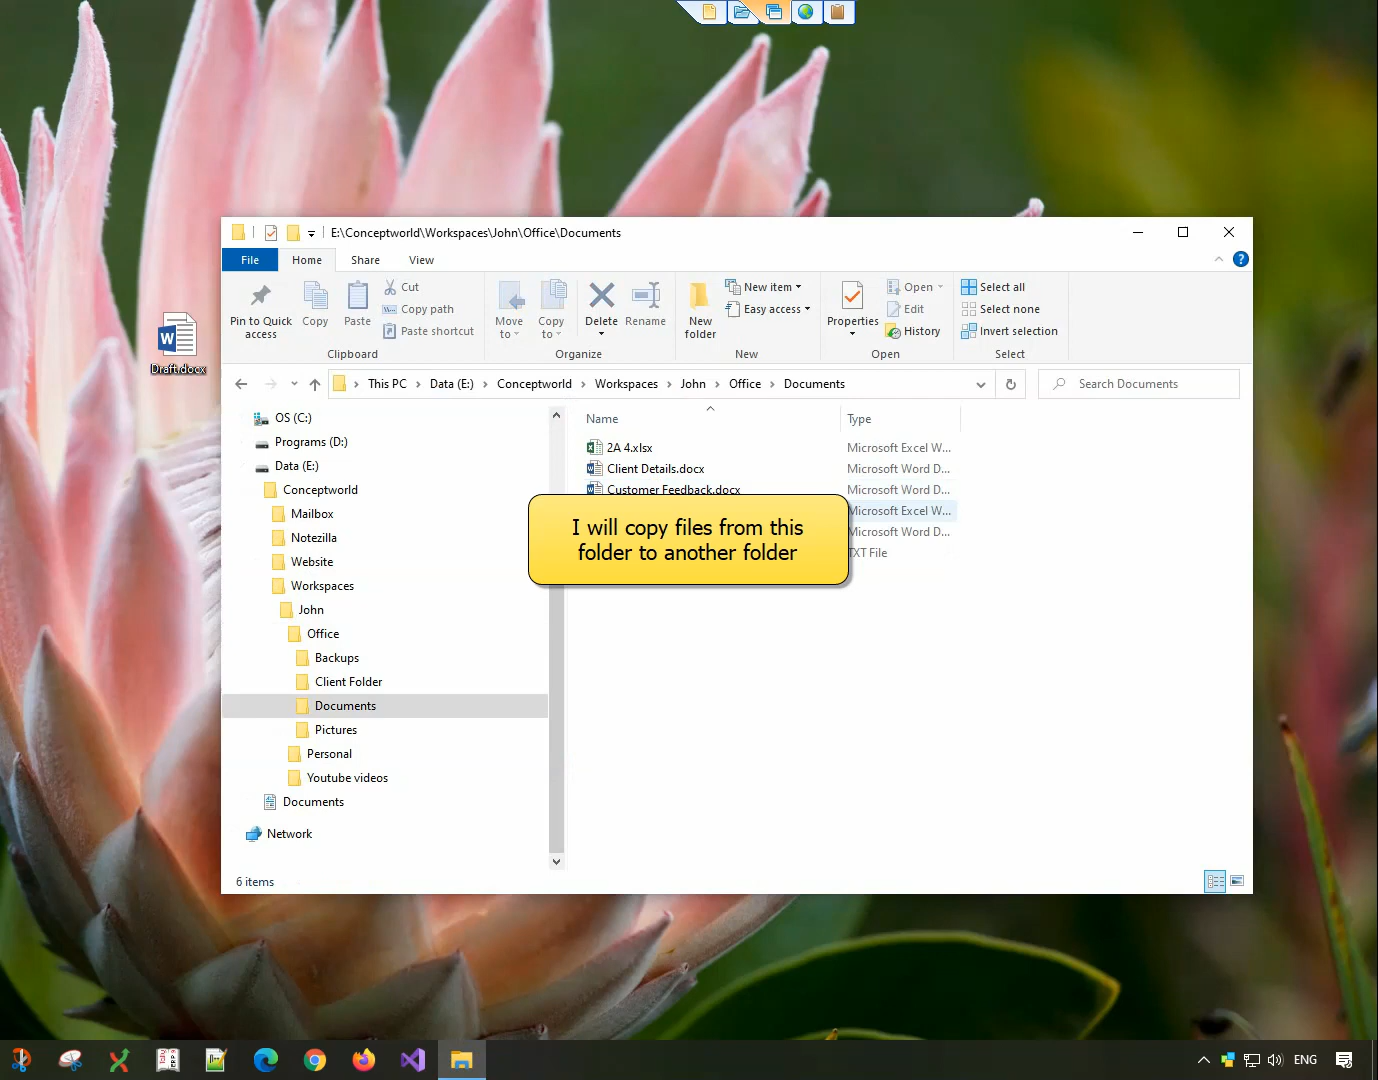 Draft.docx
E:\Conceptworld\Workspaces\John\Office\Documents
File Home Share View
Pin to Quick access
Copy
Paste
Cut
Copy path
Paste shortcut
Clipboard
Move to
Copy to
Delete
Rename
Organize
New folder
New item
Easy access
New
Properties
Open
Edit
History
Open
Select all
Select none
Invert selection
Select
This PC > Data (E:) > Conceptworld > Workspaces > John > Office > Documents
Search Documents
OS (C:)
Programs (D:)
Data (E:)
Conceptworld
Mailbox
Notezilla
Website
Workspaces
John
Office
Backups
Client Folder
Documents
Pictures
Personal
Youtube videos
Documents
Network
Name Type
2A 4.xlsx Microsoft Excel W...
Client Details.docx Microsoft Word D...
Customer Feedback.docx Microsoft Word D...
Microsoft Excel W...
Microsoft Word D...
TXT File
I will copy files from this
folder to another folder
6 items
ENG